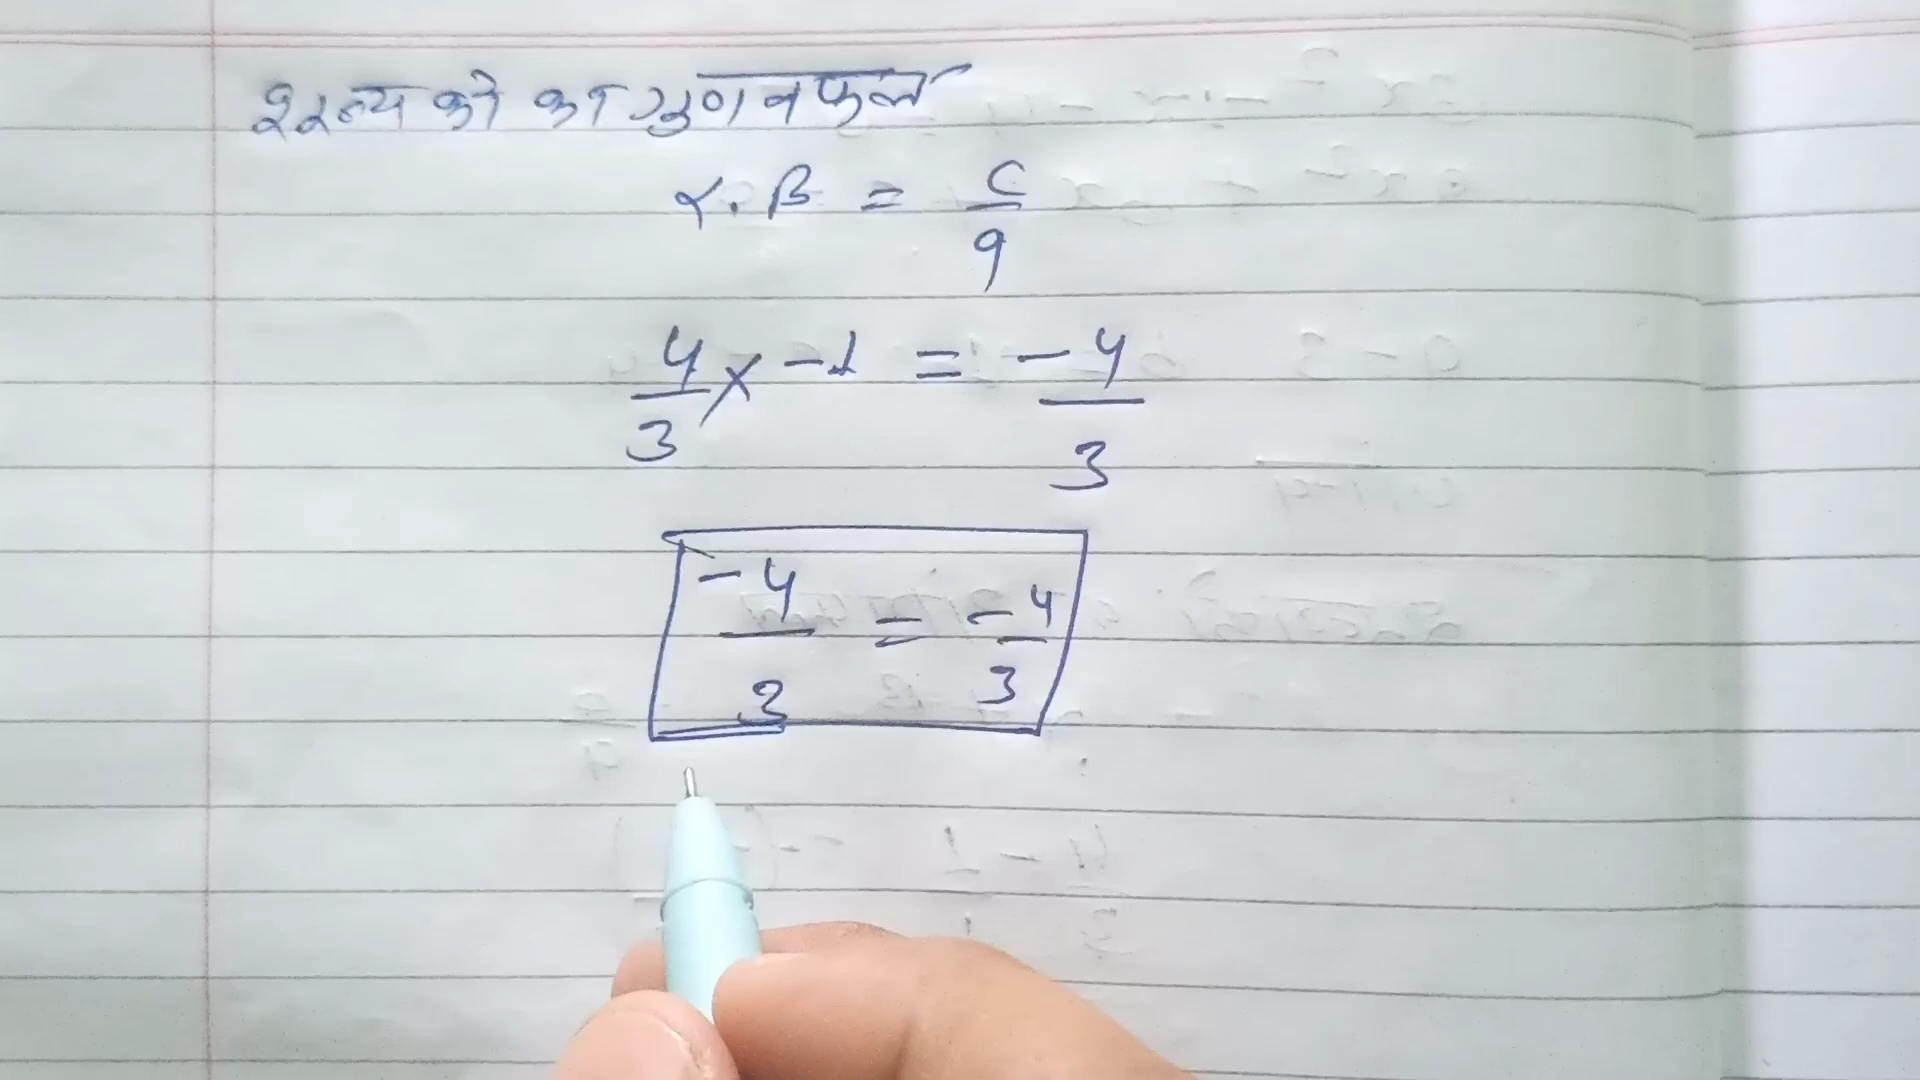 शून्यको का गुणनफल
α . β = c/a
4/3 × -1 = -4/3
-4/3 = -4/3